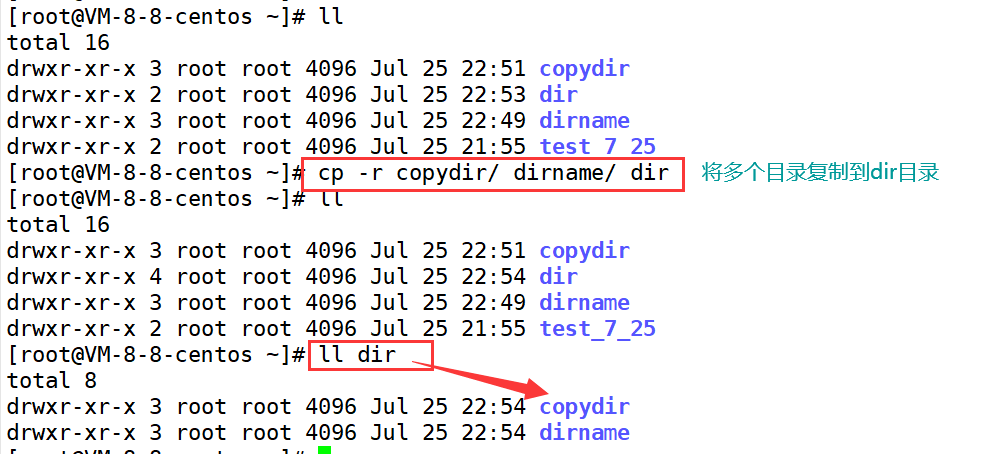 [root@VM-8-8-centos ~]# ll
total 16
drwxr-xr-x 3 root root 4096 Jul 25 22:51 copydir
drwxr-xr-x 2 root root 4096 Jul 25 22:53 dir
drwxr-xr-x 3 root root 4096 Jul 25 22:49 dirname
drwxr-xr-x 2 root root 4096 Jul 25 21:55 test_7_25
[root@VM-8-8-centos ~]# cp -r copydir/ dirname/ dir 将多个目录复制到dir目录
[root@VM-8-8-centos ~]# ll
total 16
drwxr-xr-x 3 root root 4096 Jul 25 22:51 copydir
drwxr-xr-x 4 root root 4096 Jul 25 22:54 dir
drwxr-xr-x 3 root root 4096 Jul 25 22:49 dirname
drwxr-xr-x 2 root root 4096 Jul 25 21:55 test_7_25
[root@VM-8-8-centos ~]# ll dir
total 8
drwxr-xr-x 3 root root 4096 Jul 25 22:54 copydir
drwxr-xr-x 3 root root 4096 Jul 25 22:54 dirname